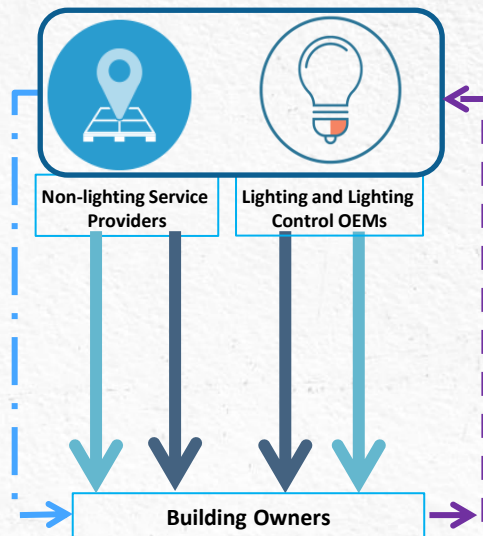 Non-lighting Service
Providers
Lighting and Lighting
Control OEMs
Building Owners